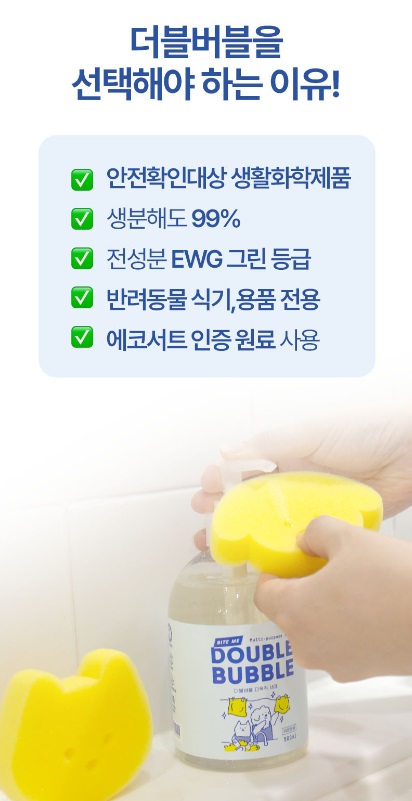 더블버블을
선택해야 하는 이유!
✅ 안전확인대상 생활화학제품
✅ 생분해도 99%
✅ 전성분 EWG 그린 등급
✅ 반려동물 식기,용품 전용
✅ 에코서트 인증 원료 사용
BITE ME
DOUBLE
BUBBLE